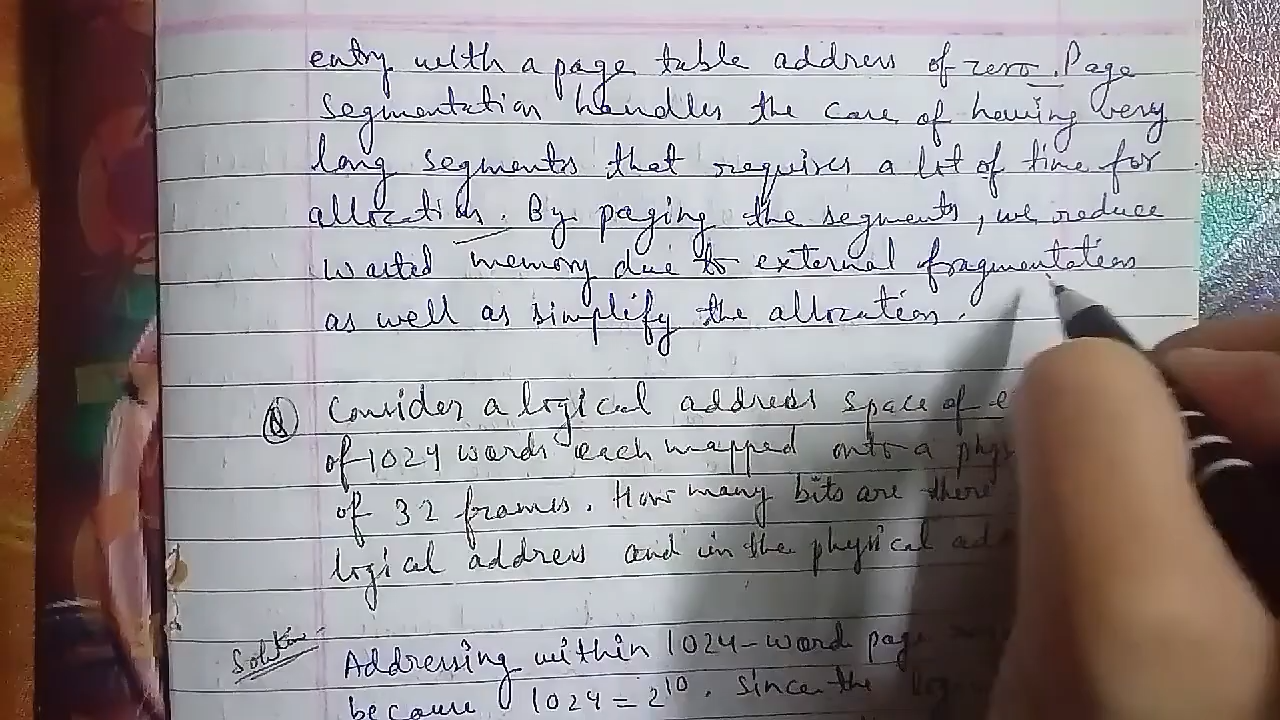 entry with a page table address of zero. Page
segmentation handles the case of having very
long segments that requires a lot of time for
allocation. By paging the segments, we reduce
wasted memory due to external fragmentation
as well as simplify the allocation.
Q Consider a logical address space of
of 1024 words each mapped onto a
of 32 frames. How many bits are there
logical address and in the physical
Solution:
Addressing within 1024-word page
because 1024 = 2^10. Since the